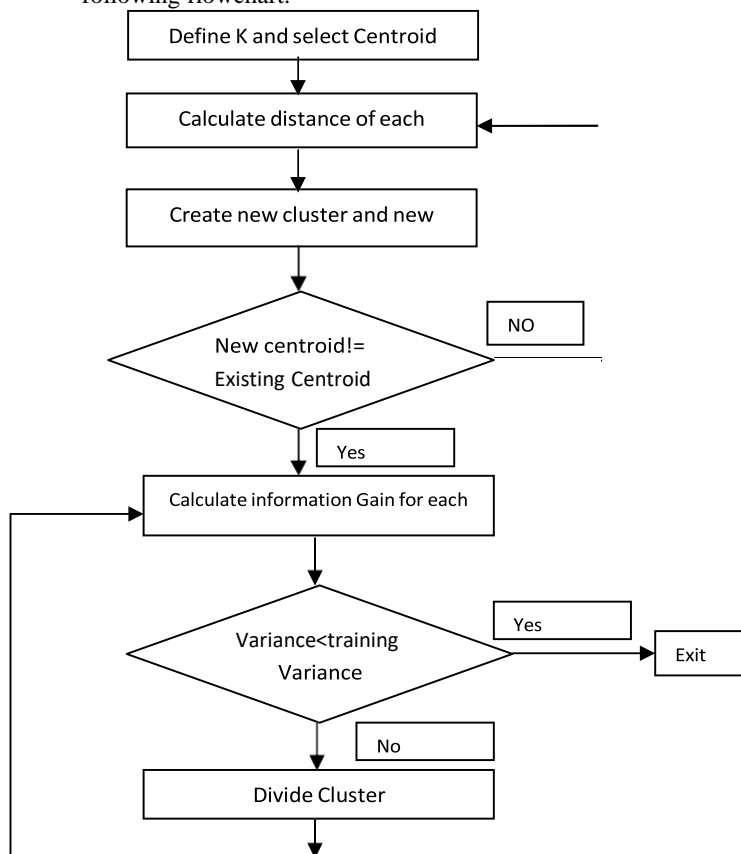 following flowchart:
Define K and select Centroid
Calculate distance of each
Create new cluster and new
NO
New centroid!=
Existing Centroid
Yes
Calculate information Gain for each
Yes
Variance<training
Variance
Exit
No
Divide Cluster